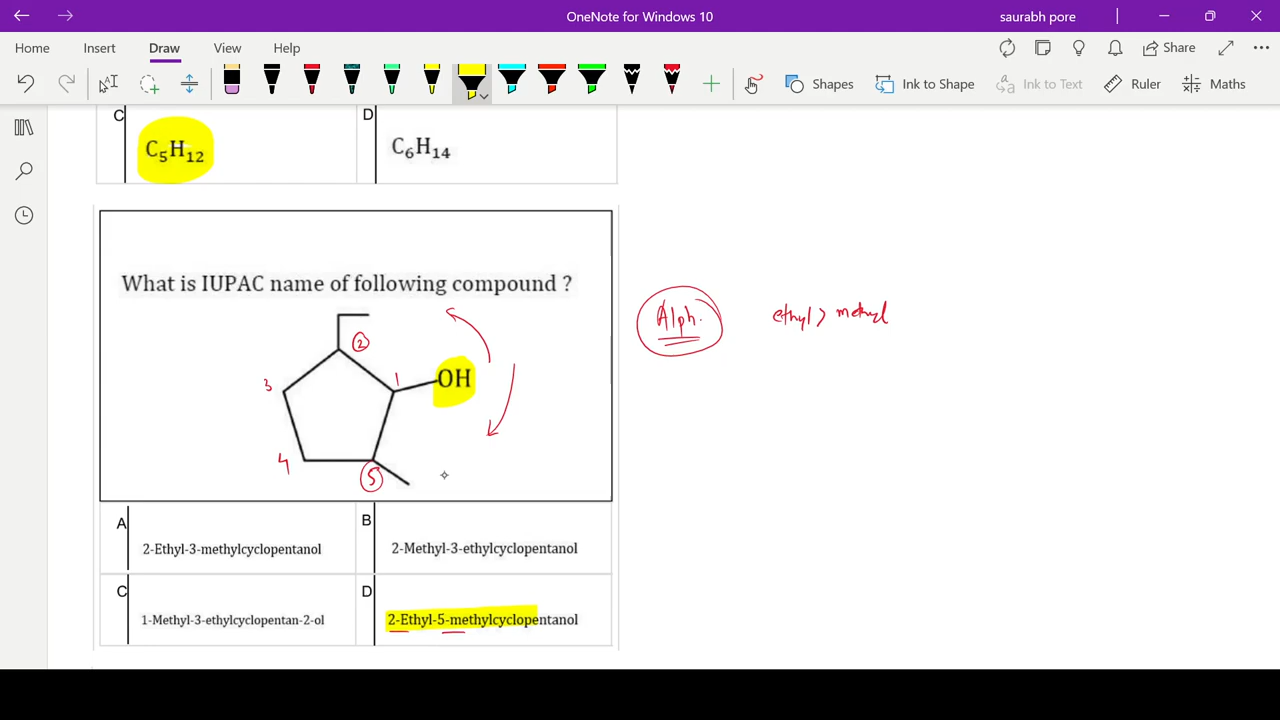 OneNote for Windows 10
saurabh pore
Home Insert Draw View Help
Share
Shapes Ink to Shape Ink to Text Ruler Maths
C D
C₅H₁₂ C₆H₁₄
What is IUPAC name of following compound ?
Alph. ethyl > methyl
2
3 1 OH
4 5
A B
2-Ethyl-3-methylcyclopentanol 2-Methyl-3-ethylcyclopentanol
C D
1-Methyl-3-ethylcyclopentan-2-ol 2-Ethyl-5-methylcyclopentanol